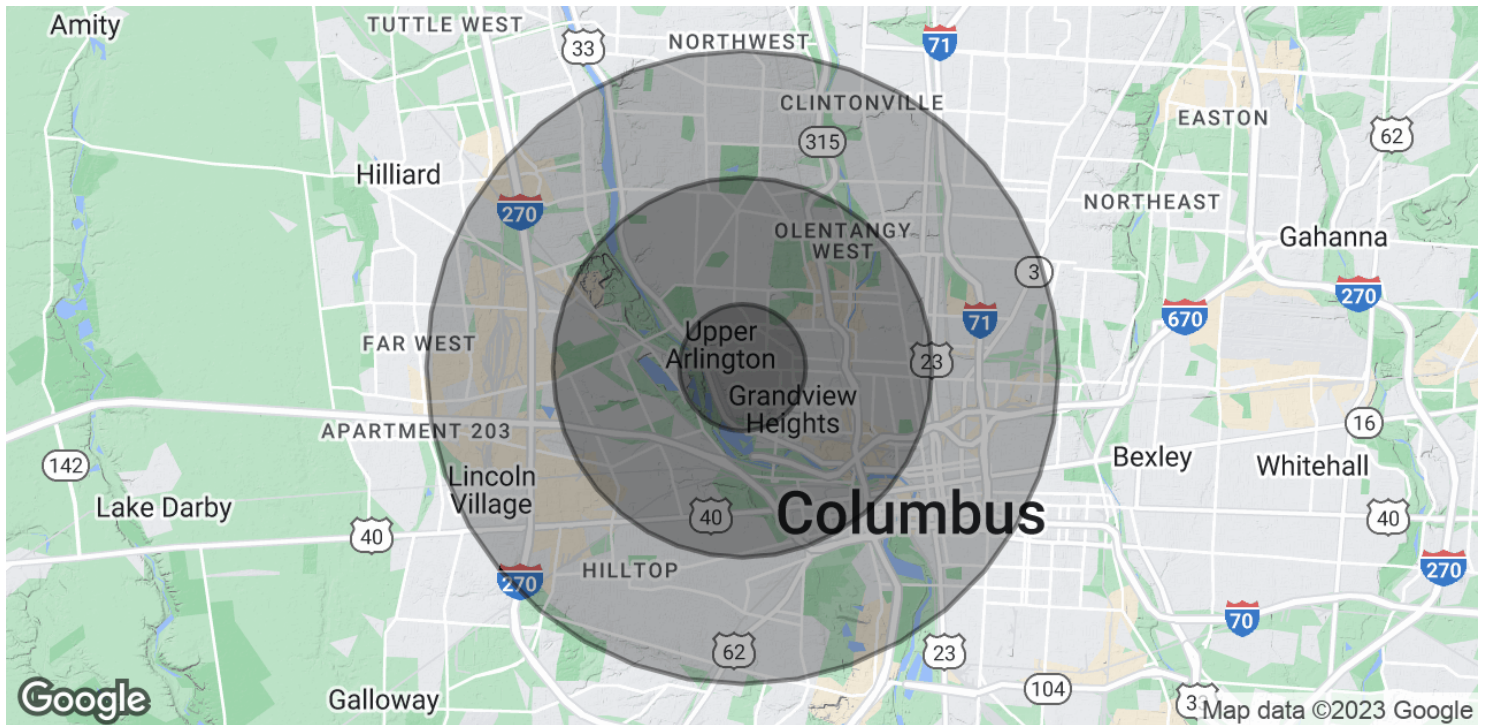 Amity
TUTTLE WEST
33
NORTHWEST
71
CLINTONVILLE
EASTON
62
315
Hilliard
270
NORTHEAST
OLENTANGY
WEST
Gahanna
3
270
670
71
Upper
Arlington
FAR WEST
23
Grandview
Heights
16
APARTMENT 203
142
Bexley
Whitehall
Lincoln
Village
Lake Darby
40
40
Columbus
40
HILLTOP
270
270
70
62
23
104
Google
Galloway
Map data ©2023 Google